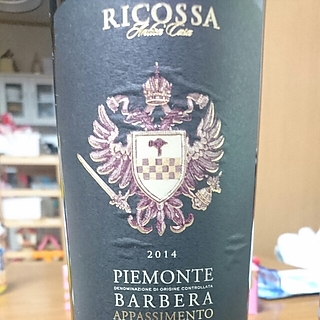 RICOSSA
Antica Casa
2014
PIEMONTE
DENOMINAZIONE DI ORIGINE CONTROLLATA
BARBERA
APPASSIMENTO